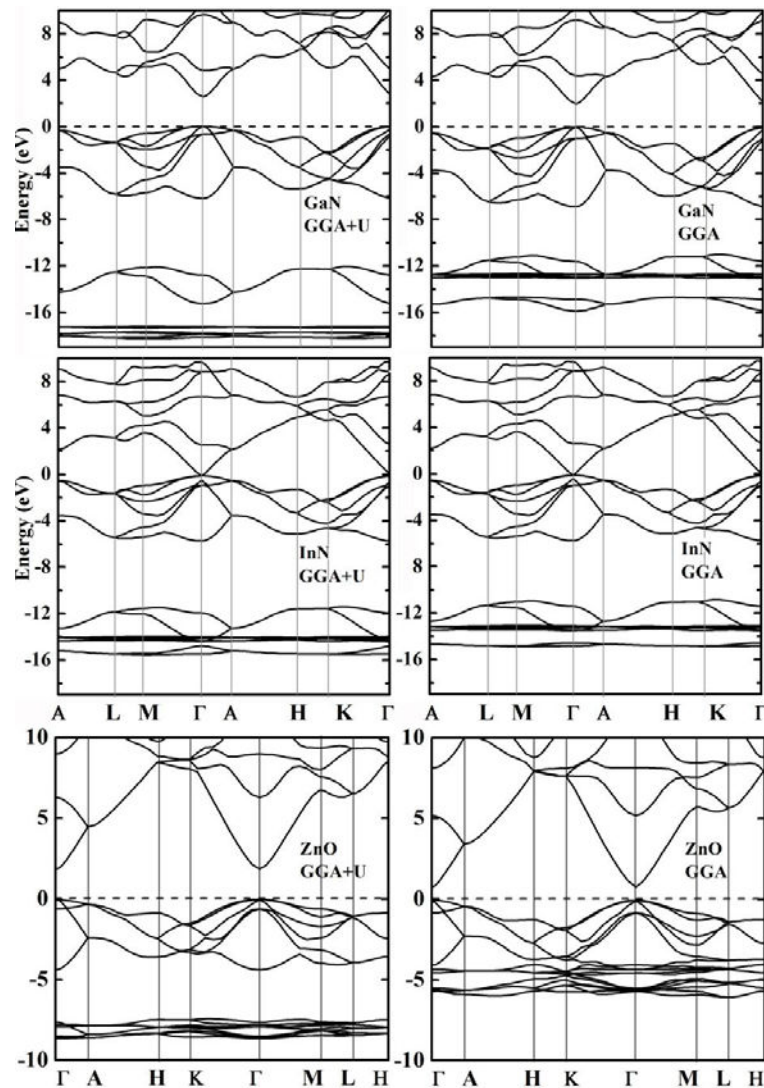 8
4
0
-4
-8
-12
-16
Energy (eV)
GaN
GGA+U
8
4
0
-4
-8
-12
-16
GaN
GGA
8
4
0
-4
-8
-12
-16
Energy (eV)
InN
GGA+U
A L M Γ A H K Γ
8
4
0
-4
-8
-12
-16
InN
GGA
A L M Γ A H K Γ
10
5
0
-5
-10
ZnO
GGA+U
Γ A H K Γ M L H
10
5
0
-5
-10
ZnO
GGA
Γ A H K Γ M L H